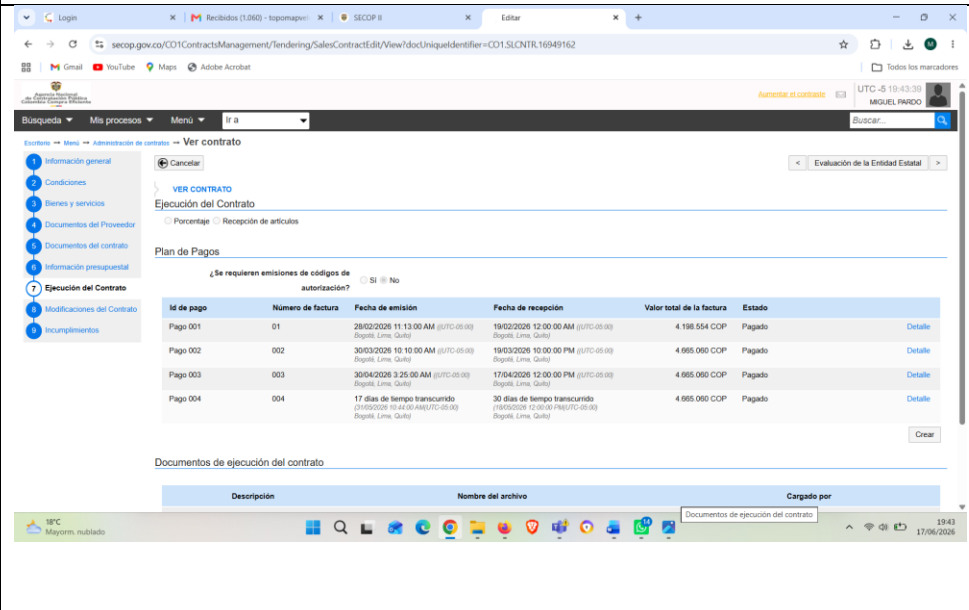 Login
Recibidos (1.060) - topomapvel
SECOP II
Editar
secop.gov.co/CO1ContractsManagement/Tendering/SalesContractEdit/View?docUniqueIdentifier=CO1.SLCNTR.16949162
Gmail
YouTube
Maps
Adobe Acrobat
Todos los marcadores
Agencia Nacional
de Contratación Pública
Colombia Compra Eficiente
Aumentar el contraste
UTC -5 19:43:39
MIGUEL PARDO
Búsqueda
Mis procesos
Menú
Ir a
Buscar...
Escritorio → Menú → Administración de contratos → Ver contrato
1 Información general
2 Condiciones
3 Bienes y servicios
4 Documentos del Proveedor
5 Documentos del contrato
6 Información presupuestal
7 Ejecución del Contrato
8 Modificaciones del Contrato
9 Incumplimientos
Cancelar
< Evaluación de la Entidad Estatal >
VER CONTRATO
Ejecución del Contrato
Porcentaje Recepción de artículos
Plan de Pagos
¿Se requieren emisiones de códigos de
autorización?
Sí No
Id de pago Número de factura Fecha de emisión Fecha de recepción Valor total de la factura Estado
Pago 001 01 28/02/2026 11:13:00 AM ((UTC-05:00) 19/02/2026 12:00:00 AM ((UTC-05:00) 4.198.554 COP Pagado Detalle
Bogotá, Lima, Quito) Bogotá, Lima, Quito)
Pago 002 002 30/03/2026 10:10:00 AM ((UTC-05:00) 19/03/2026 10:00:00 PM ((UTC-05:00) 4.665.060 COP Pagado Detalle
Bogotá, Lima, Quito) Bogotá, Lima, Quito)
Pago 003 003 30/04/2026 3:25:00 AM ((UTC-05:00) 17/04/2026 12:00:00 PM ((UTC-05:00) 4.665.060 COP Pagado Detalle
Bogotá, Lima, Quito) Bogotá, Lima, Quito)
Pago 004 004 17 días de tiempo transcurrido 30 días de tiempo transcurrido 4.665.060 COP Pagado Detalle
(31/05/2026 10:44:00 AM(UTC-05:00) (18/05/2026 12:00:00 PM(UTC-05:00)
Bogotá, Lima, Quito) Bogotá, Lima, Quito)
Crear
Documentos de ejecución del contrato
Descripción Nombre del archivo Cargado por
Documentos de ejecución del contrato
18°C
Mayorm. nublado
19:43
17/06/2026